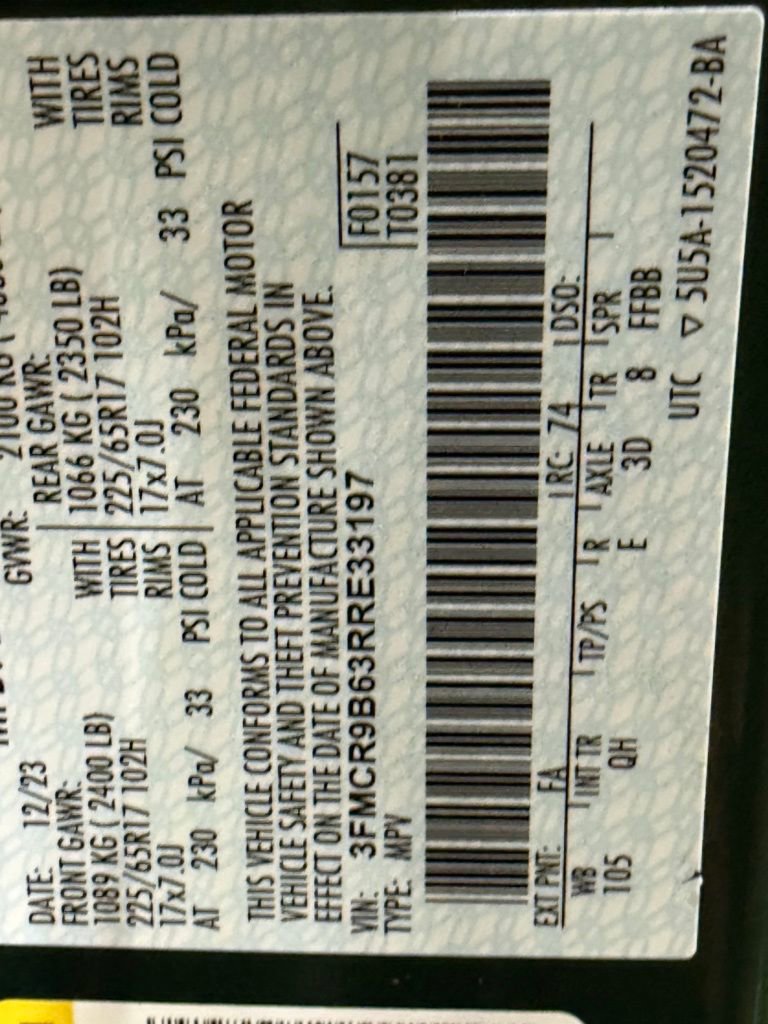 DATE: 12/23
GVWR: 2100 KG (
FRONT GAWR:
REAR GAWR:
1089 KG ( 2400 LB) WITH
1066 KG ( 2350 LB) WITH
225/65R17 102H TIRES
225/65R17 102H TIRES
17x7.0J RIMS
17x7.0J RIMS
AT 230 kPa/ 33 PSI COLD
AT 230 kPa/ 33 PSI COLD
THIS VEHICLE CONFORMS TO ALL APPLICABLE FEDERAL MOTOR
VEHICLE SAFETY AND THEFT PREVENTION STANDARDS IN
EFFECT ON THE DATE OF MANUFACTURE SHOWN ABOVE.
VIN: 3FMCR9B63RRE33197
TYPE: MPV
F0157
T0381
EXT PNT: FA RC: 74 DSO:
WB INT TR TP/PS R AXLE TR SPR
105 QH E 3D 8 FFBB
UTC ▽ 5U5A-1520472-BA